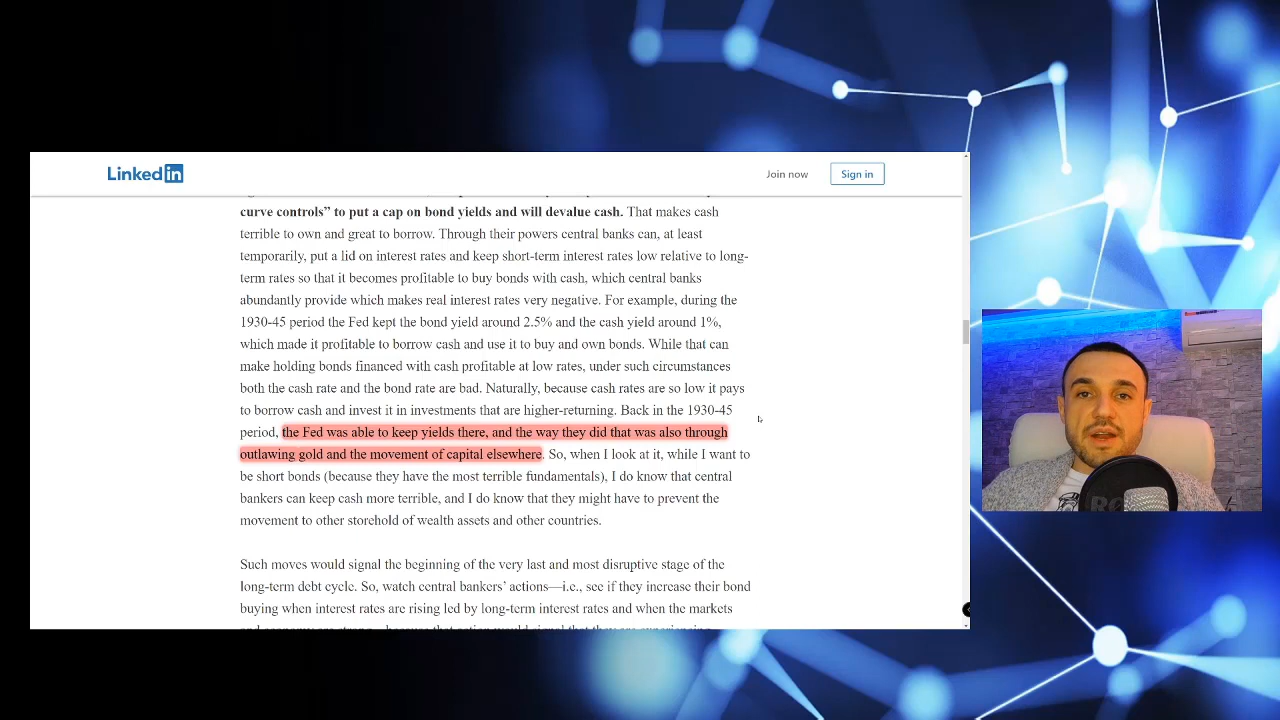 LinkedIn
Join now
Sign in
curve controls” to put a cap on bond yields and will devalue cash. That makes cash
terrible to own and great to borrow. Through their powers central banks can, at least
temporarily, put a lid on interest rates and keep short-term interest rates low relative to long-
term rates so that it becomes profitable to buy bonds with cash, which central banks
abundantly provide which makes real interest rates very negative. For example, during the
1930-45 period the Fed kept the bond yield around 2.5% and the cash yield around 1%,
which made it profitable to borrow cash and use it to buy and own bonds. While that can
make holding bonds financed with cash profitable at low rates, under such circumstances
both the cash rate and the bond rate are bad. Naturally, because cash rates are so low it pays
to borrow cash and invest it in investments that are higher-returning. Back in the 1930-45
period, the Fed was able to keep yields there, and the way they did that was also through
outlawing gold and the movement of capital elsewhere. So, when I look at it, while I want to
be short bonds (because they have the most terrible fundamentals), I do know that central
bankers can keep cash more terrible, and I do know that they might have to prevent the
movement to other storehold of wealth assets and other countries.
Such moves would signal the beginning of the very last and most disruptive stage of the
long-term debt cycle. So, watch central bankers’ actions—i.e., see if they increase their bond
buying when interest rates are rising led by long-term interest rates and when the markets